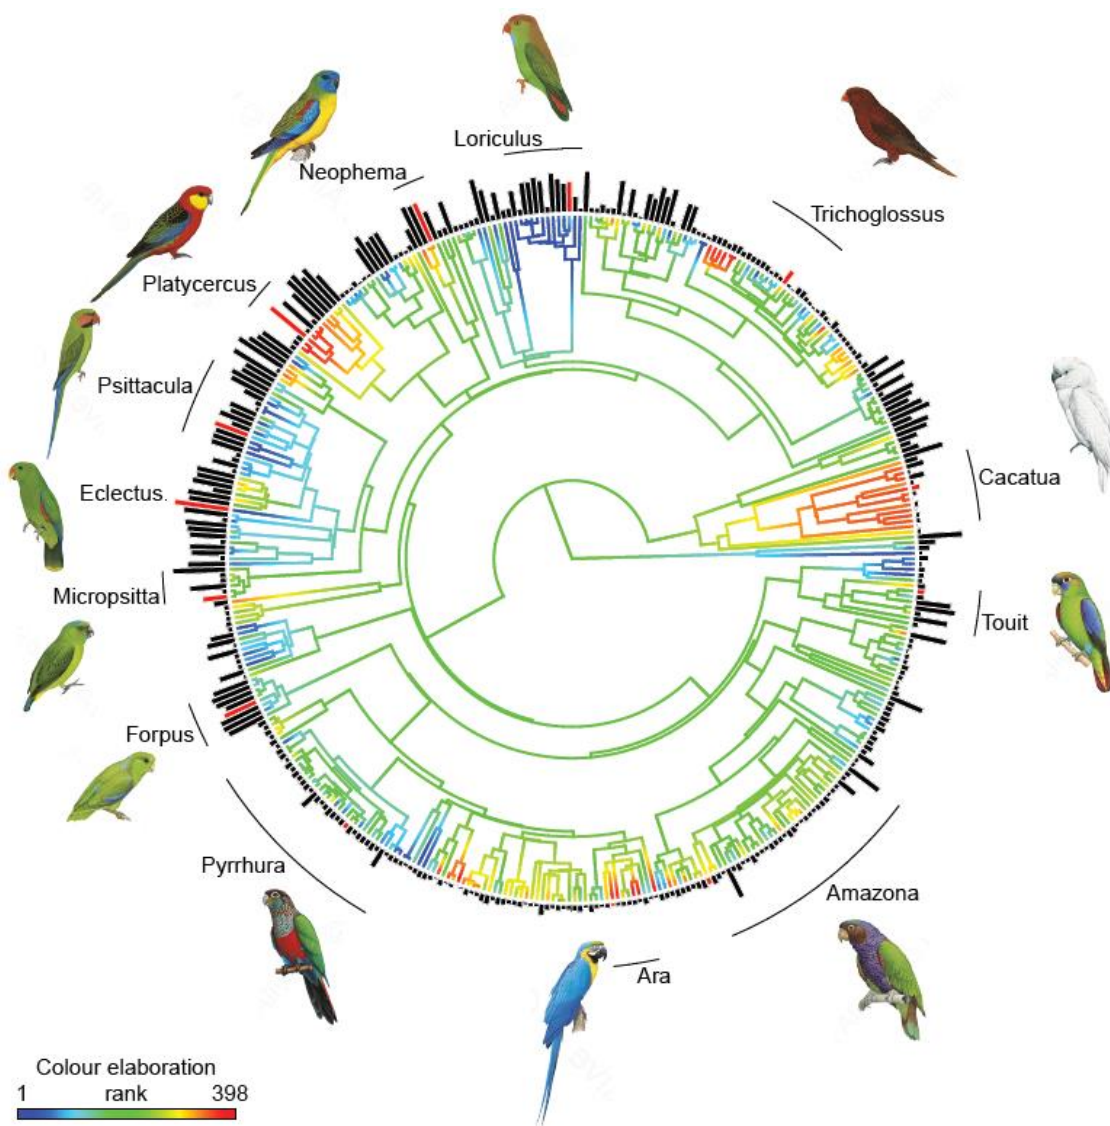 Loriculus
Neophema
Trichoglossus
Platycercus
Psittacula
Cacatua
Eclectus.
Micropsitta
Touit
Forpus
Pyrrhura
Amazona
Ara
Colour elaboration
1 rank 398